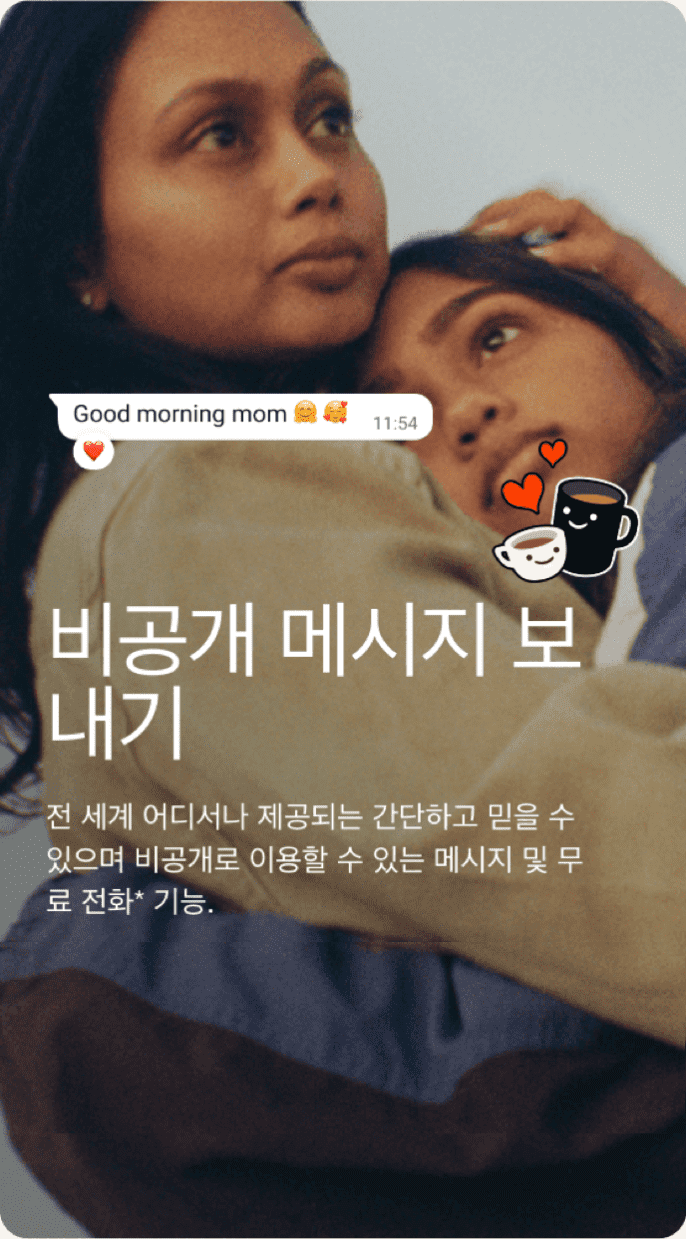 Good morning mom 🤗 🥰
11:54
비공개 메시지 보
내기
전 세계 어디서나 제공되는 간단하고 믿을 수
있으며 비공개로 이용할 수 있는 메시지 및 무
료 전화* 기능.